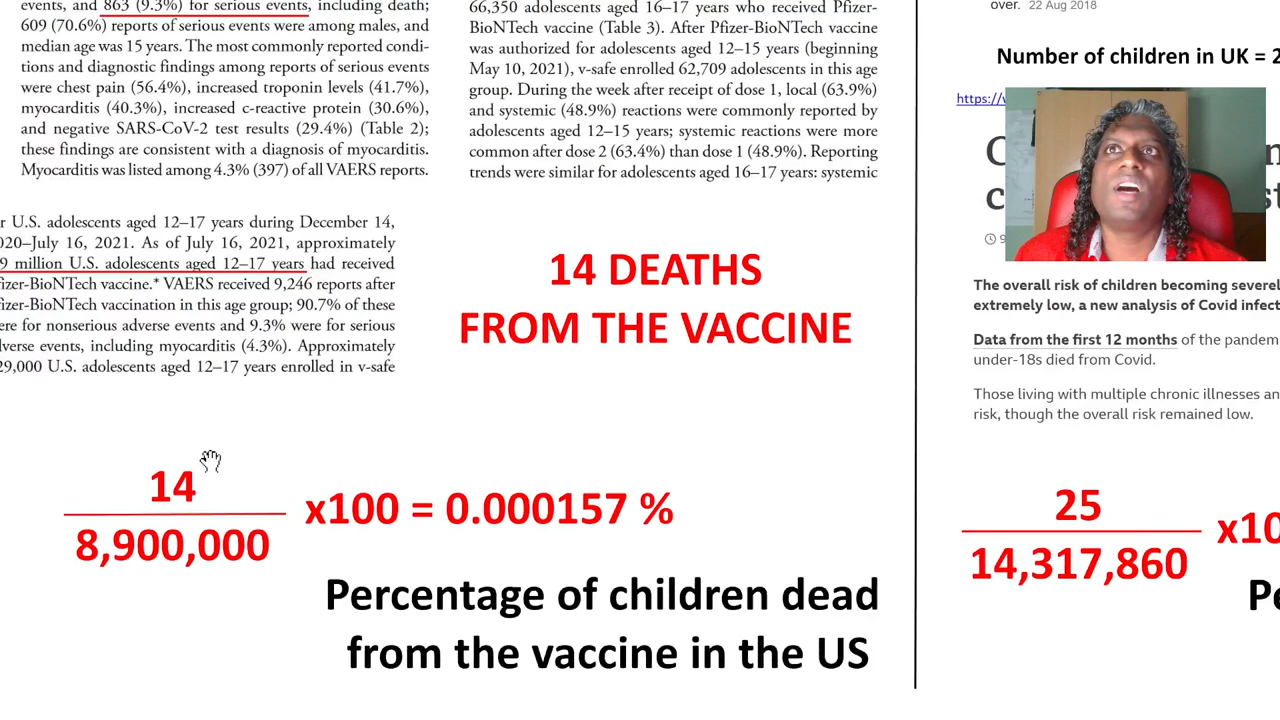 events, and 863 (9.3%) for serious events, including death;
609 (70.6%) reports of serious events were among males, and
median age was 15 years. The most commonly reported condi-
tions and diagnostic findings among reports of serious events
were chest pain (56.4%), increased troponin levels (41.7%),
myocarditis (40.3%), increased c-reactive protein (30.6%),
and negative SARS-CoV-2 test results (29.4%) (Table 2);
these findings are consistent with a diagnosis of myocarditis.
Myocarditis was listed among 4.3% (397) of all VAERS reports.
r U.S. adolescents aged 12–17 years during December 14,
020–July 16, 2021. As of July 16, 2021, approximately
9 million U.S. adolescents aged 12–17 years had received
fizer-BioNTech vaccine.* VAERS received 9,246 reports after
fizer-BioNTech vaccination in this age group; 90.7% of these
ere for nonserious adverse events and 9.3% were for serious
verse events, including myocarditis (4.3%). Approximately
29,000 U.S. adolescents aged 12–17 years enrolled in v-safe
66,350 adolescents aged 16–17 years who received Pfizer-
BioNTech vaccine (Table 3). After Pfizer-BioNTech vaccine
was authorized for adolescents aged 12–15 years (beginning
May 10, 2021), v-safe enrolled 62,709 adolescents in this age
group. During the week after receipt of dose 1, local (63.9%)
and systemic (48.9%) reactions were commonly reported by
adolescents aged 12–15 years; systemic reactions were more
common after dose 2 (63.4%) than dose 1 (48.9%). Reporting
trends were similar for adolescents aged 16–17 years: systemic
14 DEATHS
FROM THE VACCINE
14
8,900,000
x100 = 0.000157 %
Percentage of children dead
from the vaccine in the US
over. 22 Aug 2018
Number of children in UK = 2
https://v
C
c
9
The overall risk of children becoming severel
extremely low, a new analysis of Covid infect
Data from the first 12 months of the pandem
under-18s died from Covid.
Those living with multiple chronic illnesses an
risk, though the overall risk remained low.
25
14,317,860
x10
Pe